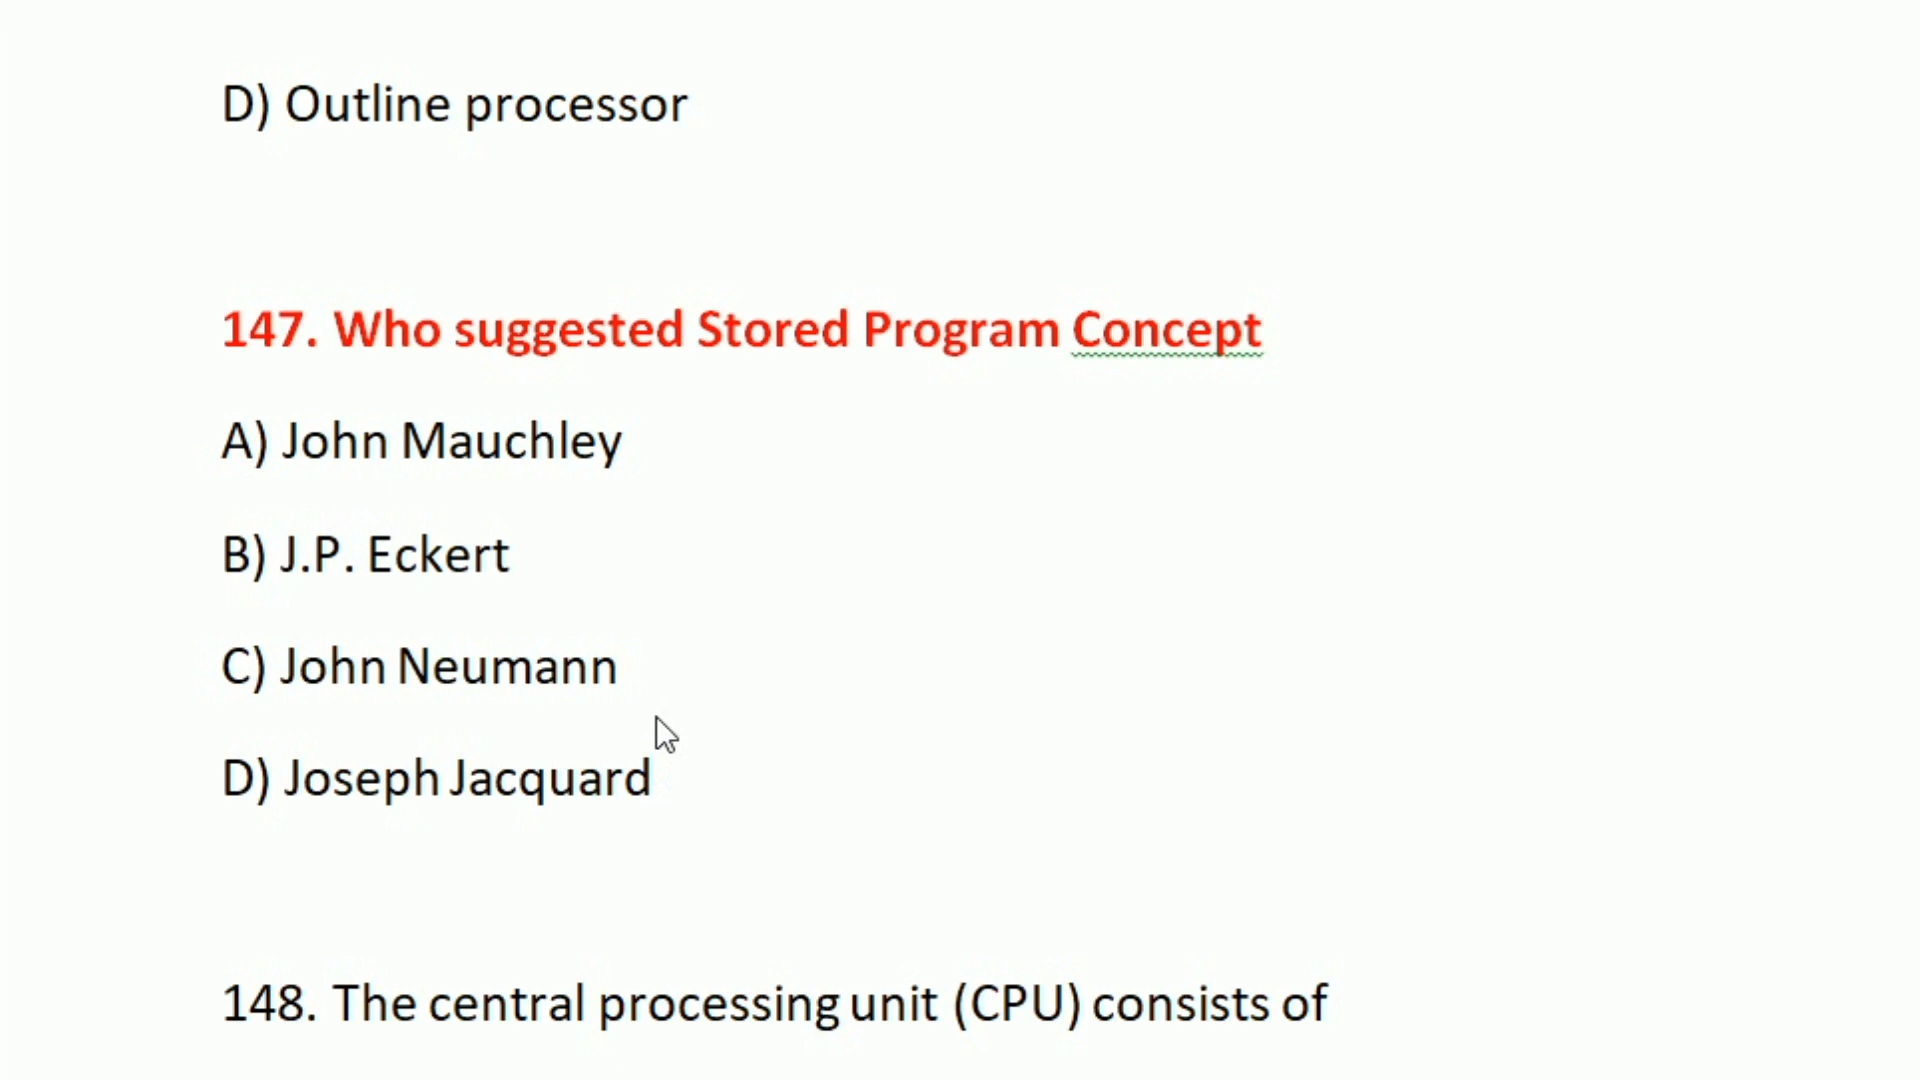 D) Outline processor
147. Who suggested Stored Program Concept
A) John Mauchley
B) J.P. Eckert
C) John Neumann
D) Joseph Jacquard
148. The central processing unit (CPU) consists of